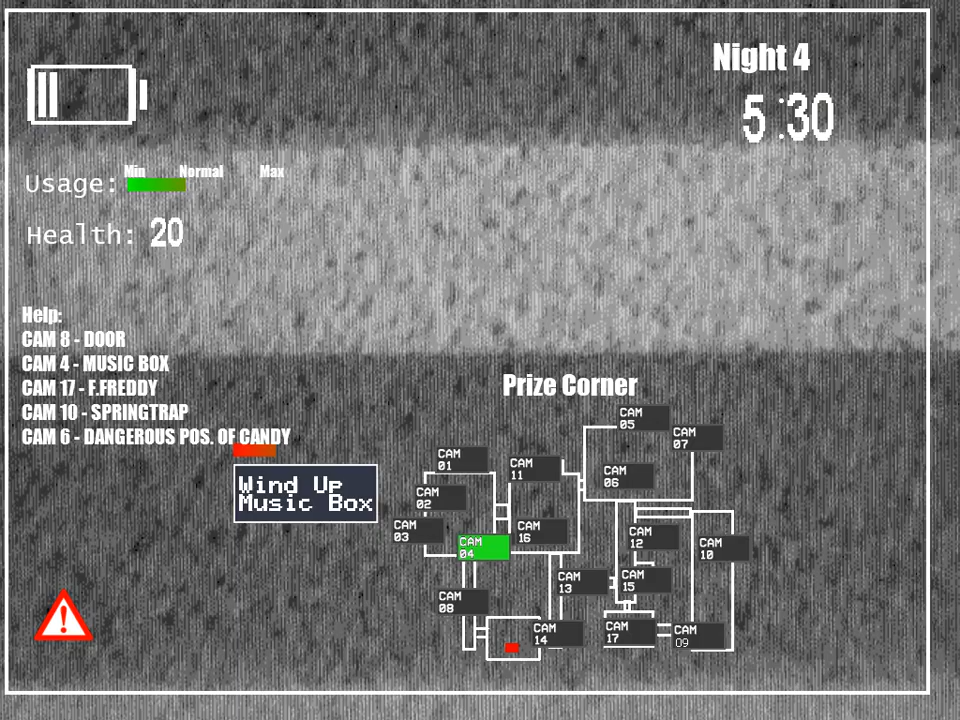 Night 4
5:30
Min Normal Max
Usage:
Health: 20
Help:
CAM 8 - DOOR
CAM 4 - MUSIC BOX
CAM 17 - F.FREDDY
CAM 10 - SPRINGTRAP
CAM 6 - DANGEROUS POS. OF CANDY
Prize Corner
Wind Up
Music Box
CAM
05
CAM
07
CAM
01
CAM
11
CAM
06
CAM
02
CAM
03
CAM
16
CAM
04
CAM
12
CAM
10
CAM
13
CAM
15
CAM
08
CAM
14
CAM
17
CAM
09